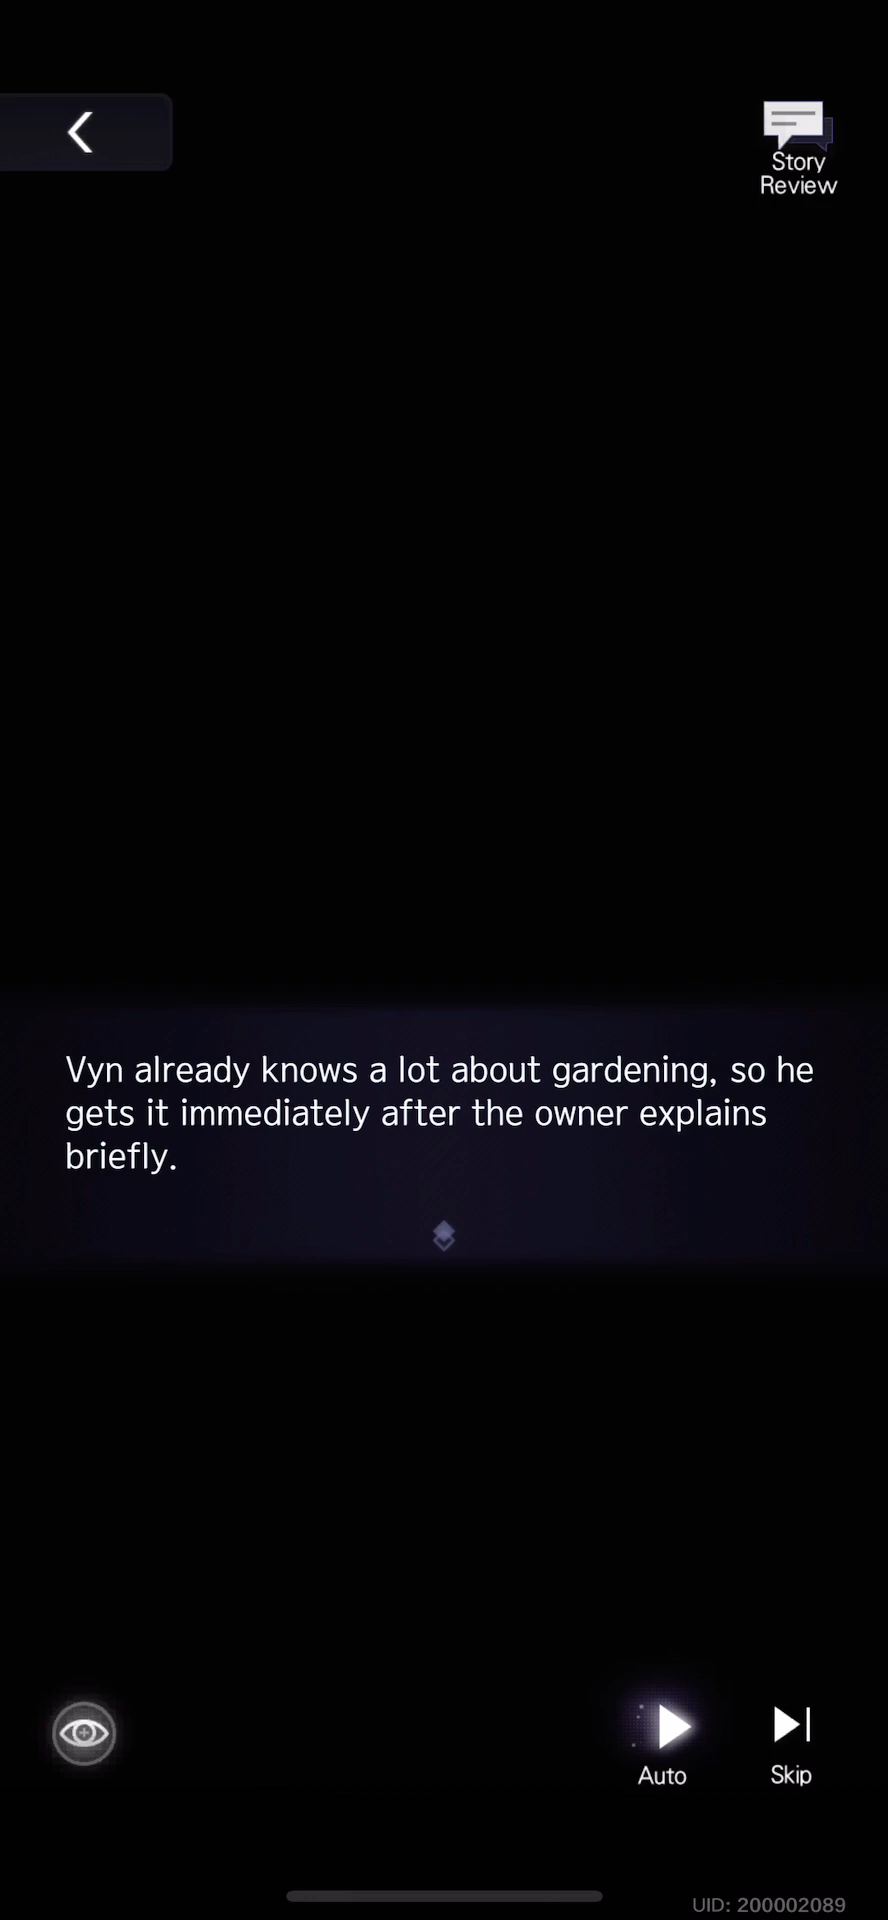 Story
Review
Vyn already knows a lot about gardening, so he
gets it immediately after the owner explains
briefly.
Auto
Skip
UID: 200002089